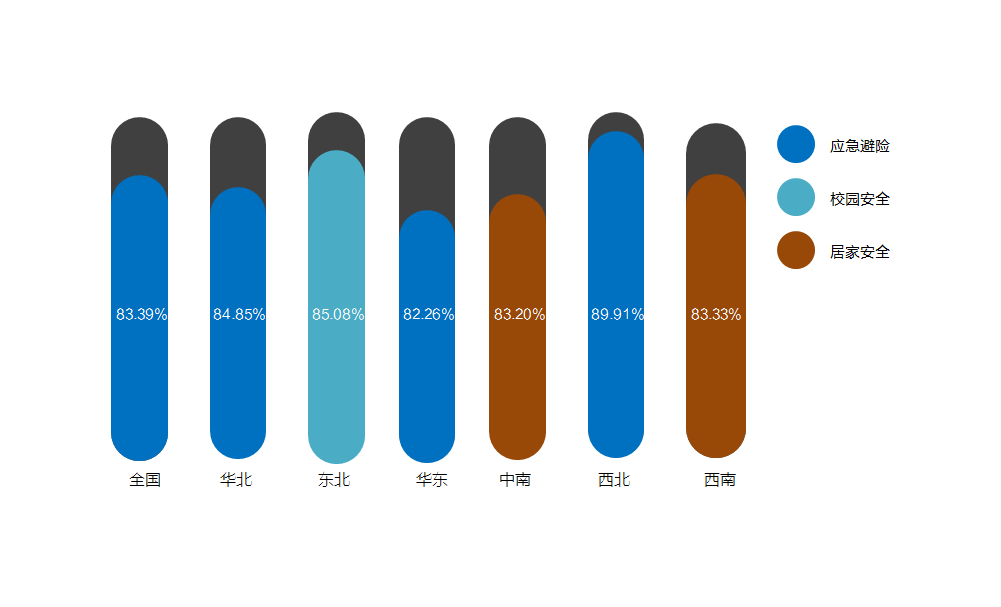 应急避险
校园安全
居家安全
83.39% 84.85% 85.08% 82.26% 83.20% 89.91% 83.33%
全国 华北 东北 华东 中南 西北 西南